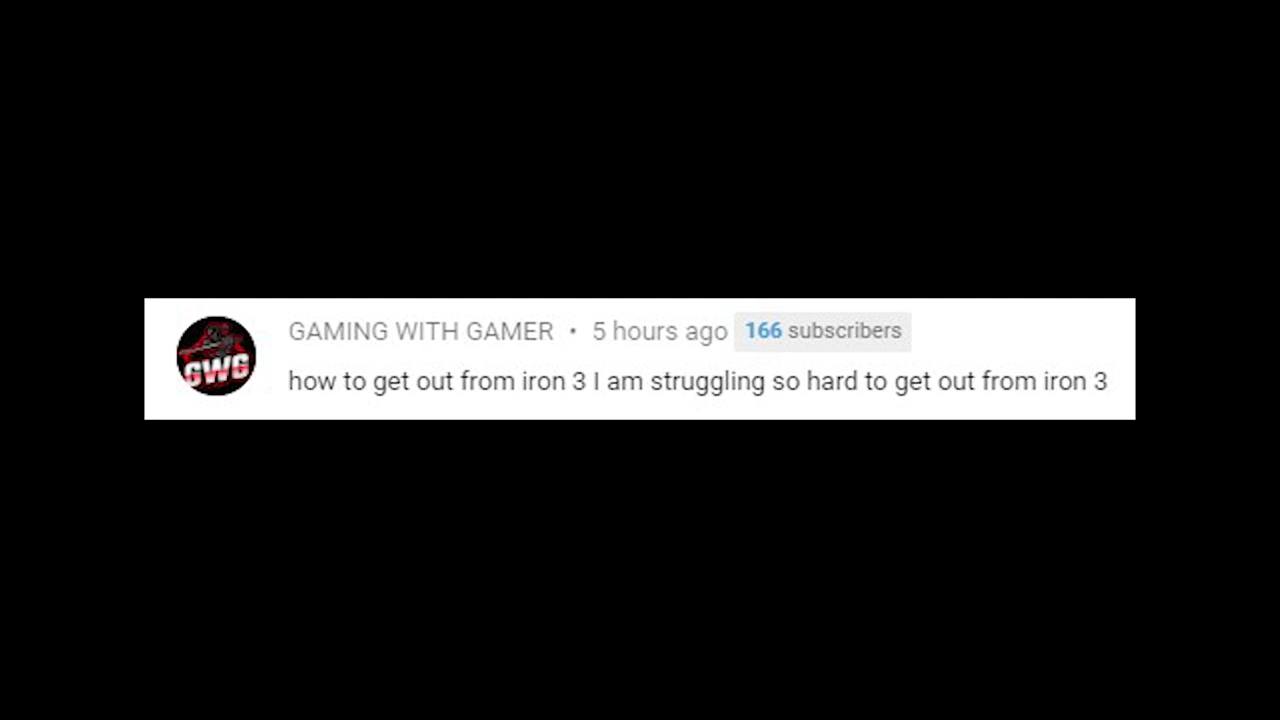 GAMING WITH GAMER • 5 hours ago 166 subscribers
how to get out from iron 3 I am struggling so hard to get out from iron 3
GWG